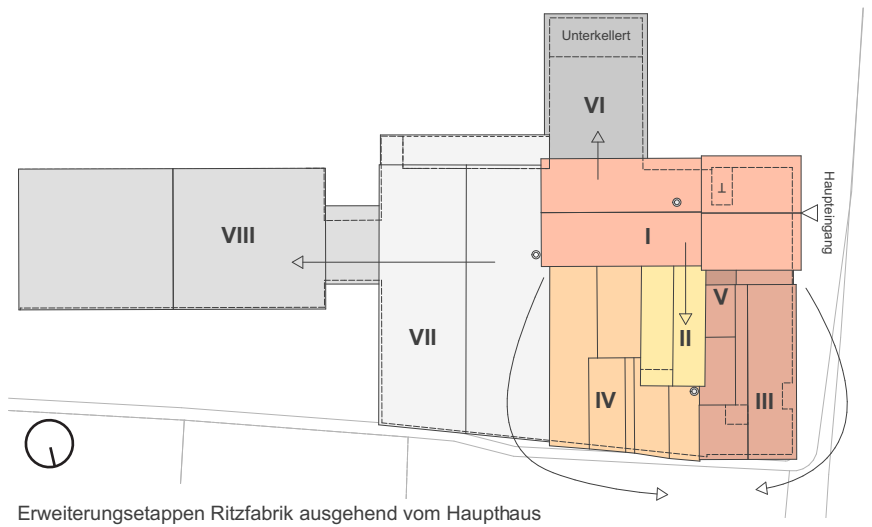 Unterkellert
VI
Haupteingang
I
VIII
V
VII
II
IV
III
Erweiterungsetappen Ritzfabrik ausgehend vom Haupthaus